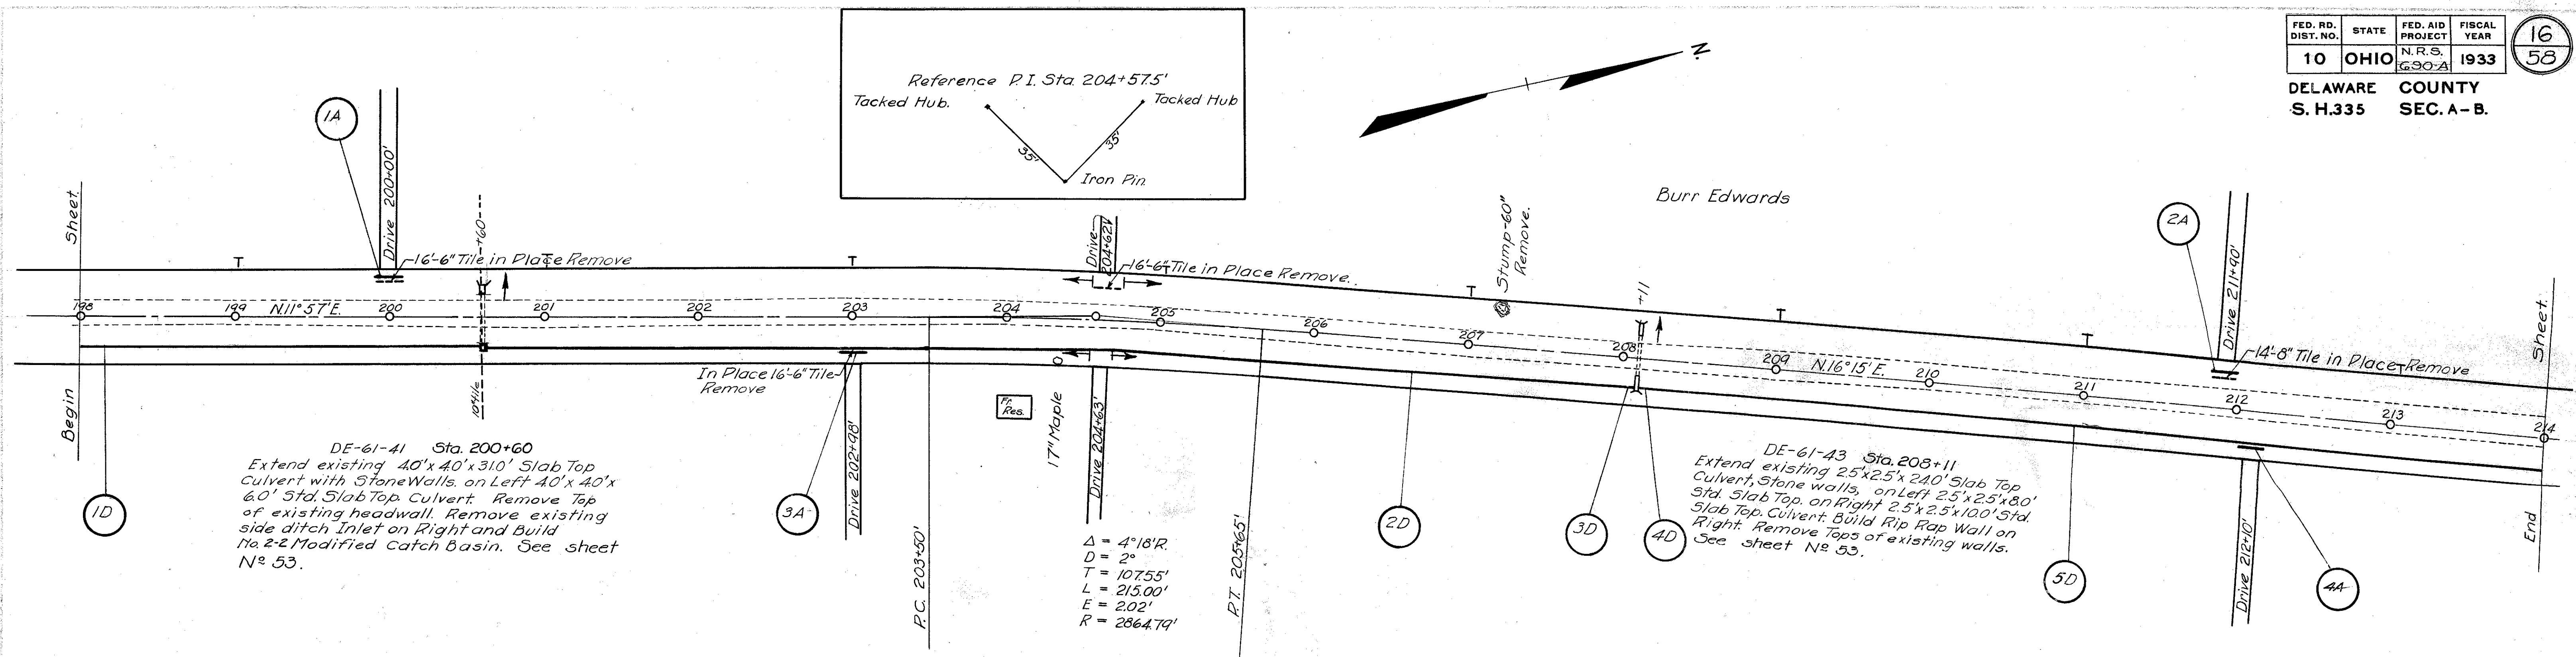 FED. RD. DIST. NO. STATE FED. AID PROJECT FISCAL YEAR
10 OHIO N.R.S. 690-A 1933
16
58
DELAWARE COUNTY
S. H.335 SEC. A-B.
N
Reference P.I. Sta. 204+57.5'
Tacked Hub.
Tacked Hub
35'
35'
Iron Pin.
Burr Edwards
1A
Drive 200+00'
+60
16'-6" Tile in Place Remove
Drive 204+62'
16'-6" Tile in Place Remove.
Stump-60" Remove.
+11
2A
Drive 211+90'
14'-8" Tile in Place Remove
Begin Sheet
End Sheet.
T
T
T
T
T
T
T
T
T
198
199
N.11°57'E.
200
201
202
203
204
205
206
207
208
209
N.16°15'E.
210
211
212
213
214
In Place 16'-6" Tile
Remove
Fr.
Res.
17" Maple
Drive 202+98'
Drive 204+63'
P.C. 203+50'
P.T. 205+65'
Drive 212+10'
1D
3A
2D
3D
4D
5D
4A
DE-61-41 Sta. 200+60
Extend existing 4.0'x 4.0'x 31.0' Slab Top
Culvert with Stone Walls. on Left 4.0'x 4.0'x
6.0' Std. Slab Top. Culvert. Remove Top
of existing headwall. Remove existing
side ditch Inlet on Right and Build
No. 2-2 Modified Catch Basin. See sheet
Nº 53.
Δ = 4°18'R.
D = 2°
T = 107.55'
L = 215.00'
E = 2.02'
R = 2864.79'
DE-61-43 Sta. 208+11
Extend existing 2.5'x2.5'x 24.0' Slab Top
Culvert, Stone walls, on Left 2.5'x 2.5'x 8.0'
Std. Slab Top. on Right 2.5'x 2.5'x 10.0' Std.
Slab Top. Culvert. Build Rip Rap Wall on
Right. Remove Tops of existing walls.
See sheet Nº 53.